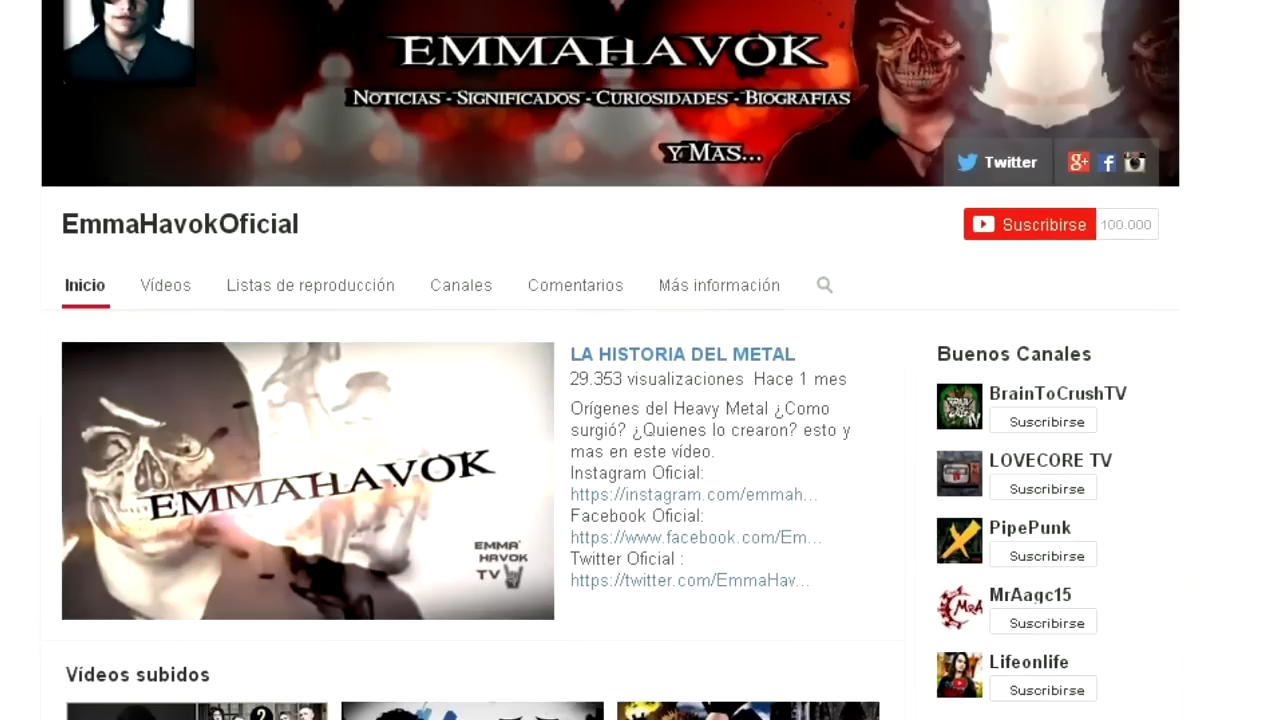 EMMAHAVOK
NOTICIAS - SIGNIFICADOS - CURIOSIDADES - BIOGRAFIAS
Y MAS...
Twitter
EmmaHavokOficial
Suscribirse
100.000
Inicio
Vídeos
Listas de reproducción
Canales
Comentarios
Más información
EMMAHAVOK
EMMA
HAVOK
TV
LA HISTORIA DEL METAL
29.353 visualizaciones Hace 1 mes
Orígenes del Heavy Metal ¿Como
surgió? ¿Quienes lo crearon? esto y
mas en este vídeo.
Instagram Oficial:
https://instagram.com/emmah...
Facebook Oficial:
https://www.facebook.com/Em...
Twitter Oficial :
https://twitter.com/EmmaHav...
Buenos Canales
BrainToCrushTV
Suscribirse
LOVECORE TV
Suscribirse
PipePunk
Suscribirse
MrAagc15
Suscribirse
Lifeonlife
Suscribirse
Vídeos subidos